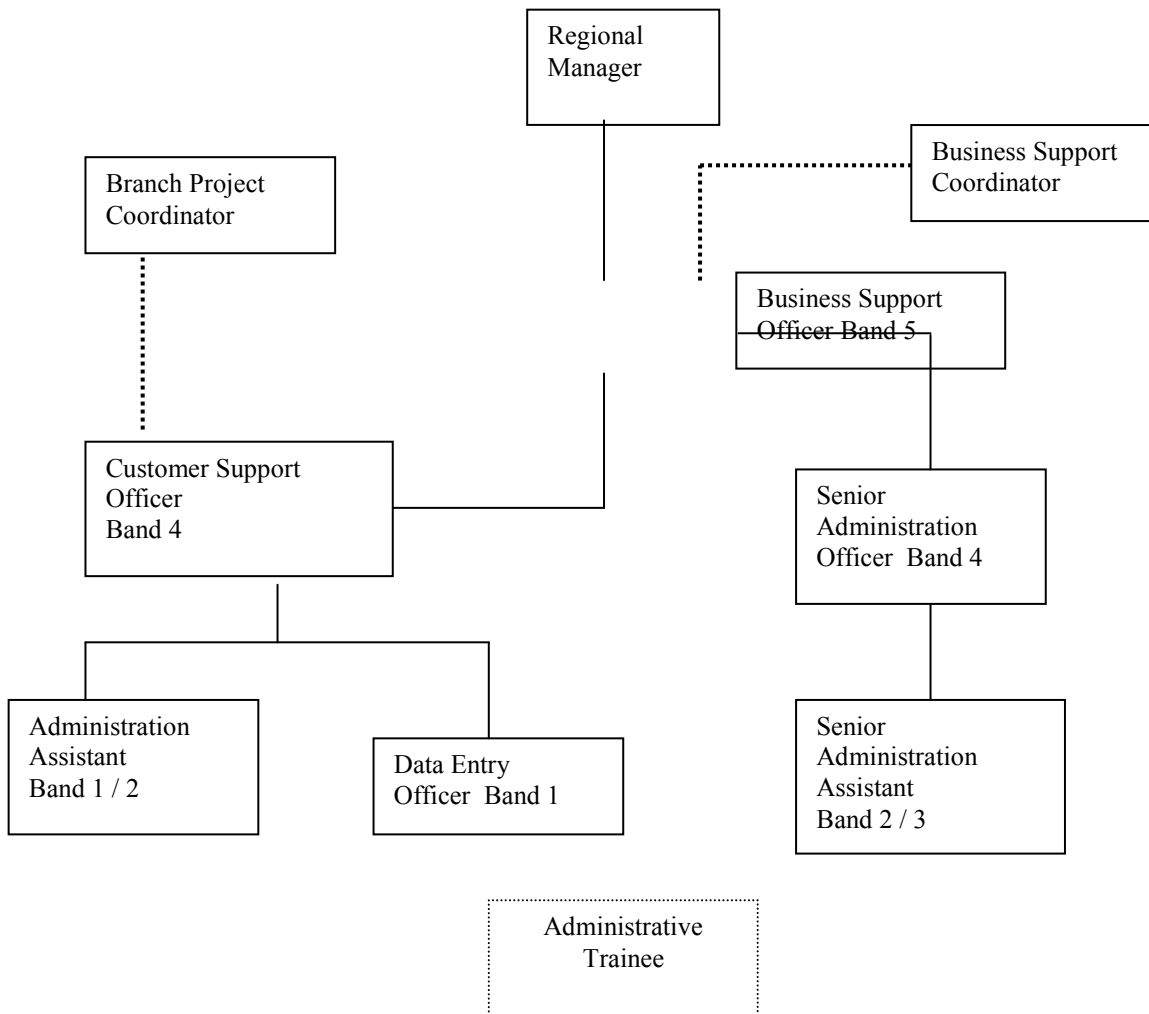 Regional
Manager
Business Support
Coordinator
Branch Project
Coordinator
Business Support
Officer Band 5
Customer Support
Officer
Band 4
Senior
Administration
Officer Band 4
Administration
Assistant
Band 1 / 2
Data Entry
Officer Band 1
Senior
Administration
Assistant
Band 2 / 3
Administrative
Trainee